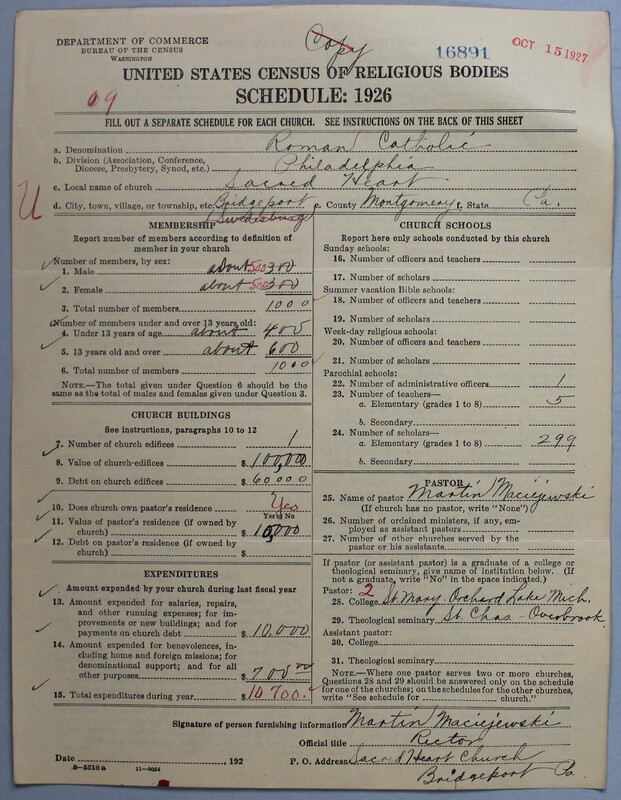 DEPARTMENT OF COMMERCE
BUREAU OF THE CENSUS
WASHINGTON
Copy
16891
OCT 15 1927
UNITED STATES CENSUS OF RELIGIOUS BODIES
SCHEDULE: 1926
09
FILL OUT A SEPARATE SCHEDULE FOR EACH CHURCH. SEE INSTRUCTIONS ON THE BACK OF THIS SHEET
a. Denomination Roman Catholic
b. Division (Association, Conference, Diocese, Presbytery, Synod, etc.) Philadelphia
c. Local name of church Sacred Heart
U
d. City, town, village, or township, etc. Bridgeport e. County Montgomery f. State Pa.
(Swedesburg)
MEMBERSHIP
Report number of members according to definition of
member in your church
Number of members, by sex:
1. Male about 500 300
2. Female about 500 300
3. Total number of members 1000
Number of members under and over 13 years old:
4. Under 13 years of age about 400
5. 13 years old and over about 600
6. Total number of members 1000
NOTE.—The total given under Question 6 should be the
same as the total of males and females given under Question 3.
CHURCH BUILDINGS
See instructions, paragraphs 10 to 12
7. Number of church edifices 1
8. Value of church edifices $ 100,000
9. Debt on church edifices $ 60000
10. Does church own pastor's residence? Yes
Yes or No
11. Value of pastor's residence (if owned by
church) $ 10,000
12. Debt on pastor's residence (if owned by
church) $
EXPENDITURES
Amount expended by your church during last fiscal year
13. Amount expended for salaries, repairs,
and other running expenses; for im-
provements or new buildings; and for
payments on church debt $ 10,000
14. Amount expended for benevolences, in-
cluding home and foreign missions; for
denominational support; and for all
other purposes $ 700 00
15. Total expenditures during year $ 10 700.
CHURCH SCHOOLS
Report here only schools conducted by this church
Sunday schools:
16. Number of officers and teachers
17. Number of scholars
Summer vacation Bible schools:
18. Number of officers and teachers
19. Number of scholars
Week-day religious schools:
20. Number of officers and teachers
21. Number of scholars
Parochial schools:
22. Number of administrative officers 1
23. Number of teachers—
a. Elementary (grades 1 to 8) 5
b. Secondary
24. Number of scholars—
a. Elementary (grades 1 to 8) 299
b. Secondary
PASTOR
25. Name of pastor Martin Maciejewski
(If church has no pastor, write "None")
26. Number of ordained ministers, if any, em-
ployed as assistant pastors
27. Number of other churches served by the
pastor or his assistants
If pastor (or assistant pastor) is a graduate of a college or
theological seminary, give name of institution below. (If
not a graduate, write "No" in the space indicated.)
Pastor: 2
28. College St Mary-Orchard Lake Mich.
29. Theological seminary St Chas - Overbrook
Assistant pastor:
30. College
31. Theological seminary
NOTE.—Where one pastor serves two or more churches,
Questions 28 and 29 should be answered only on the schedule
for one of the churches; on the schedules for the other churches,
write "See schedule for church."
Signature of person furnishing information Martin Maciejewski
Official title Rector
Date , 192 P. O. Address Sacred Heart Church
8—5518a 11—9054 Bridgeport Pa